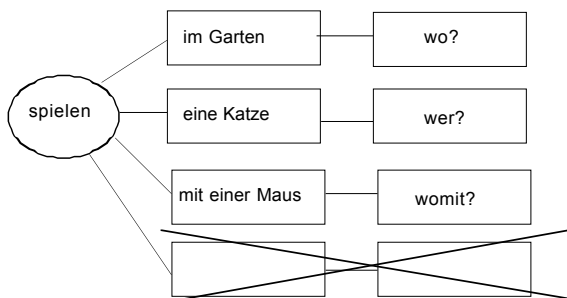 im Garten wo?
spielen
eine Katze wer?
mit einer Maus womit?